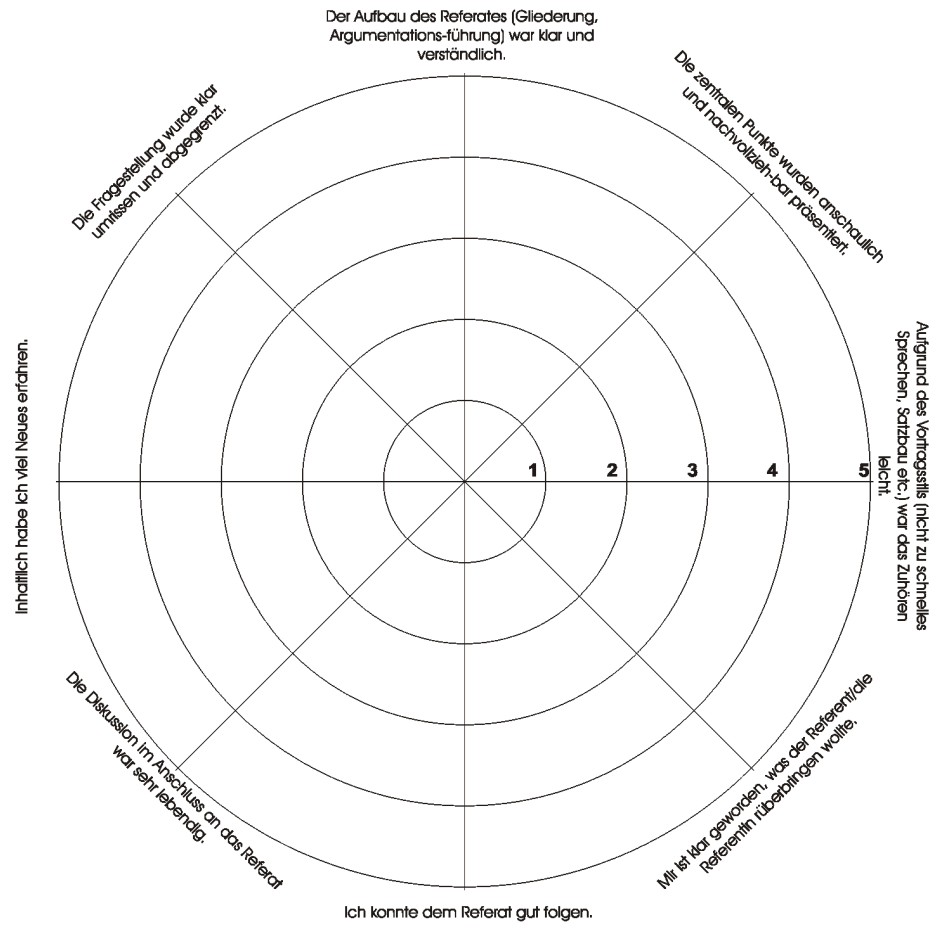 Der Aufbau des Referates (Gliederung,
Argumentations-führung) war klar und
verständlich.
Die zentralen Punkte wurden anschaulich
und nachvollzieh-bar präsentiert.
Aufgrund des Vortragsstils (nicht zu schnelles
Sprechen, Satzbau etc.) war das Zuhören
leicht.
Mir ist klar geworden, was der Referent/die
Referentin rüberbringen wollte.
Ich konnte dem Referat gut folgen.
Die Diskussion im Anschluss an das Referat
war sehr lebendig.
Inhaltlich habe ich viel Neues erfahren.
Die Fragestellung wurde klar
umrissen und abgegrenzt.
1 2 3 4 5